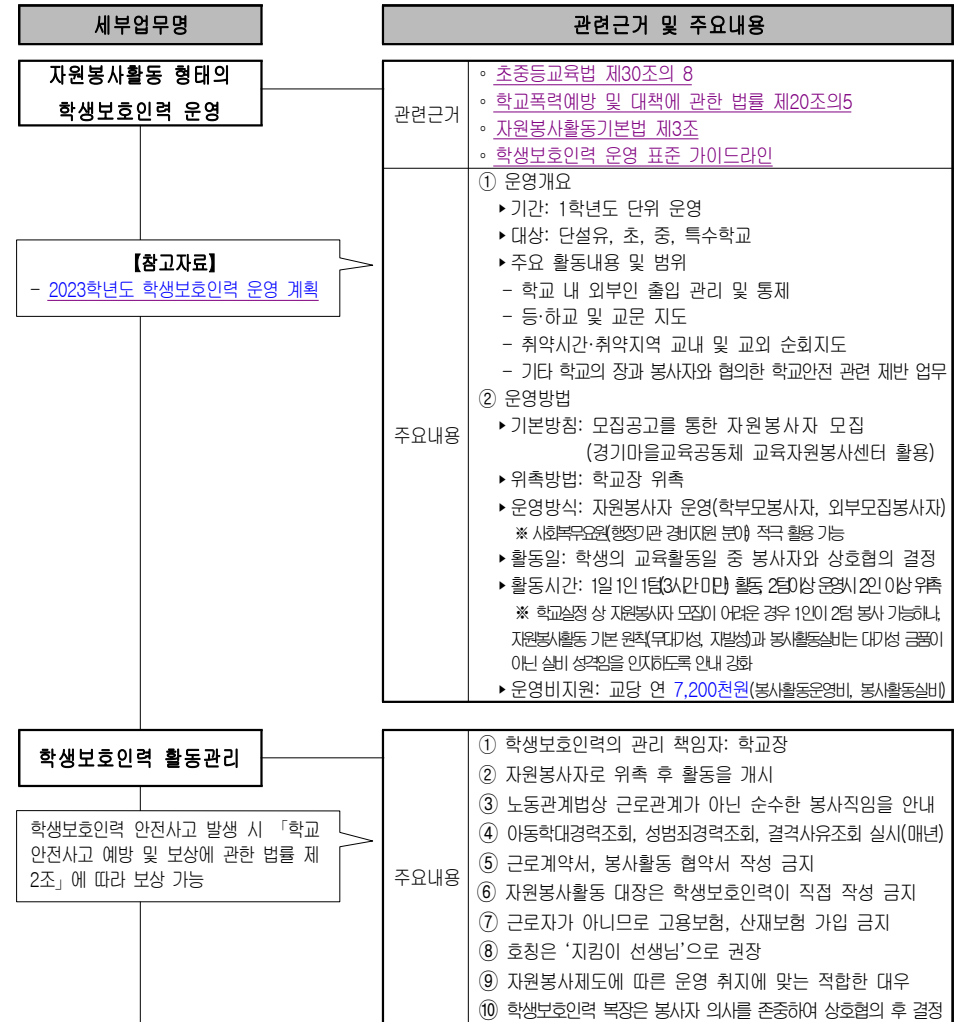 세부업무명
관련근거 및 주요내용
자원봉사활동 형태의
학생보호인력 운영
관련근거
◦ 초중등교육법 제30조의 8
◦ 학교폭력예방 및 대책에 관한 법률 제20조의5
◦ 자원봉사활동기본법 제3조
◦ 학생보호인력 운영 표준 가이드라인
【참고자료】
- 2023학년도 학생보호인력 운영 계획
주요내용
① 운영개요
▸기간: 1학년도 단위 운영
▸대상: 단설유, 초, 중, 특수학교
▸주요 활동내용 및 범위
- 학교 내 외부인 출입 관리 및 통제
- 등·하교 및 교문 지도
- 취약시간·취약지역 교내 및 교외 순회지도
- 기타 학교의 장과 봉사자와 협의한 학교안전 관련 제반 업무
② 운영방법
▸기본방침: 모집공고를 통한 자원봉사자 모집
(경기마을교육공동체 교육자원봉사센터 활용)
▸위촉방법: 학교장 위촉
▸운영방식: 자원봉사자 운영(학부모봉사자, 외부모집봉사자)
※ 사회복무요원(행정기관 경비지원 분야) 적극 활용 가능
▸활동일: 학생의 교육활동일 중 봉사자와 상호협의 결정
▸활동시간: 1일 1인 1텀(3시간 미만) 활동, 2텀이상 운영시 2인 이상 위촉
※ 학교실정 상 자원봉사자 모집이 어려운 경우 1인이 2텀 봉사 가능하나,
자원봉사활동 기본 원칙(무대가성, 자발성)과 봉사활동실비는 대가성 금품이
아닌 실비 성격임을 인지하도록 안내 강화
▸운영비지원: 교당 연 7,200천원(봉사활동운영비, 봉사활동실비)
학생보호인력 활동관리
학생보호인력 안전사고 발생 시 「학교
안전사고 예방 및 보상에 관한 법률 제
2조」에 따라 보상 가능
주요내용
① 학생보호인력의 관리 책임자: 학교장
② 자원봉사자로 위촉 후 활동을 개시
③ 노동관계법상 근로관계가 아닌 순수한 봉사직임을 안내
④ 아동학대경력조회, 성범죄경력조회, 결격사유조회 실시(매년)
⑤ 근로계약서, 봉사활동 협약서 작성 금지
⑥ 자원봉사활동 대장은 학생보호인력이 직접 작성 금지
⑦ 근로자가 아니므로 고용보험, 산재보험 가입 금지
⑧ 호칭은 '지킴이 선생님'으로 권장
⑨ 자원봉사제도에 따른 운영 취지에 맞는 적합한 대우
⑩ 학생보호인력 복장은 봉사자 의사를 존중하여 상호협의 후 결정